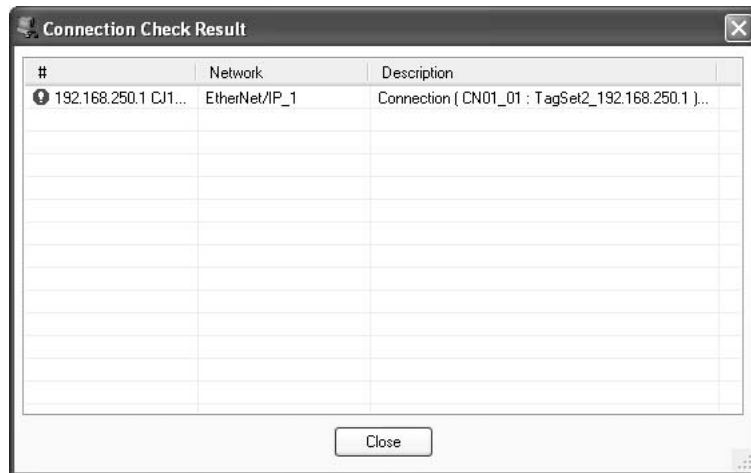 Connection Check Result
# Network Description
192.168.250.1 CJ1... EtherNet/IP_1 Connection ( CN01_01 : TagSet2_192.168.250.1 )...
Close